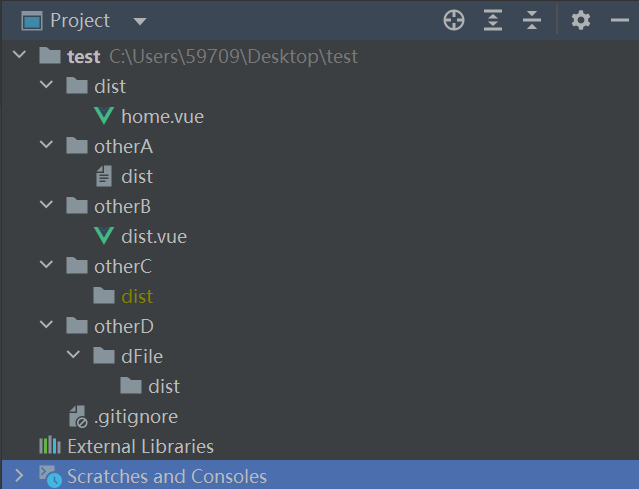 Project
test C:\Users\59709\Desktop\test
dist
home.vue
otherA
dist
otherB
dist.vue
otherC
dist
otherD
dFile
dist
.gitignore
External Libraries
Scratches and Consoles